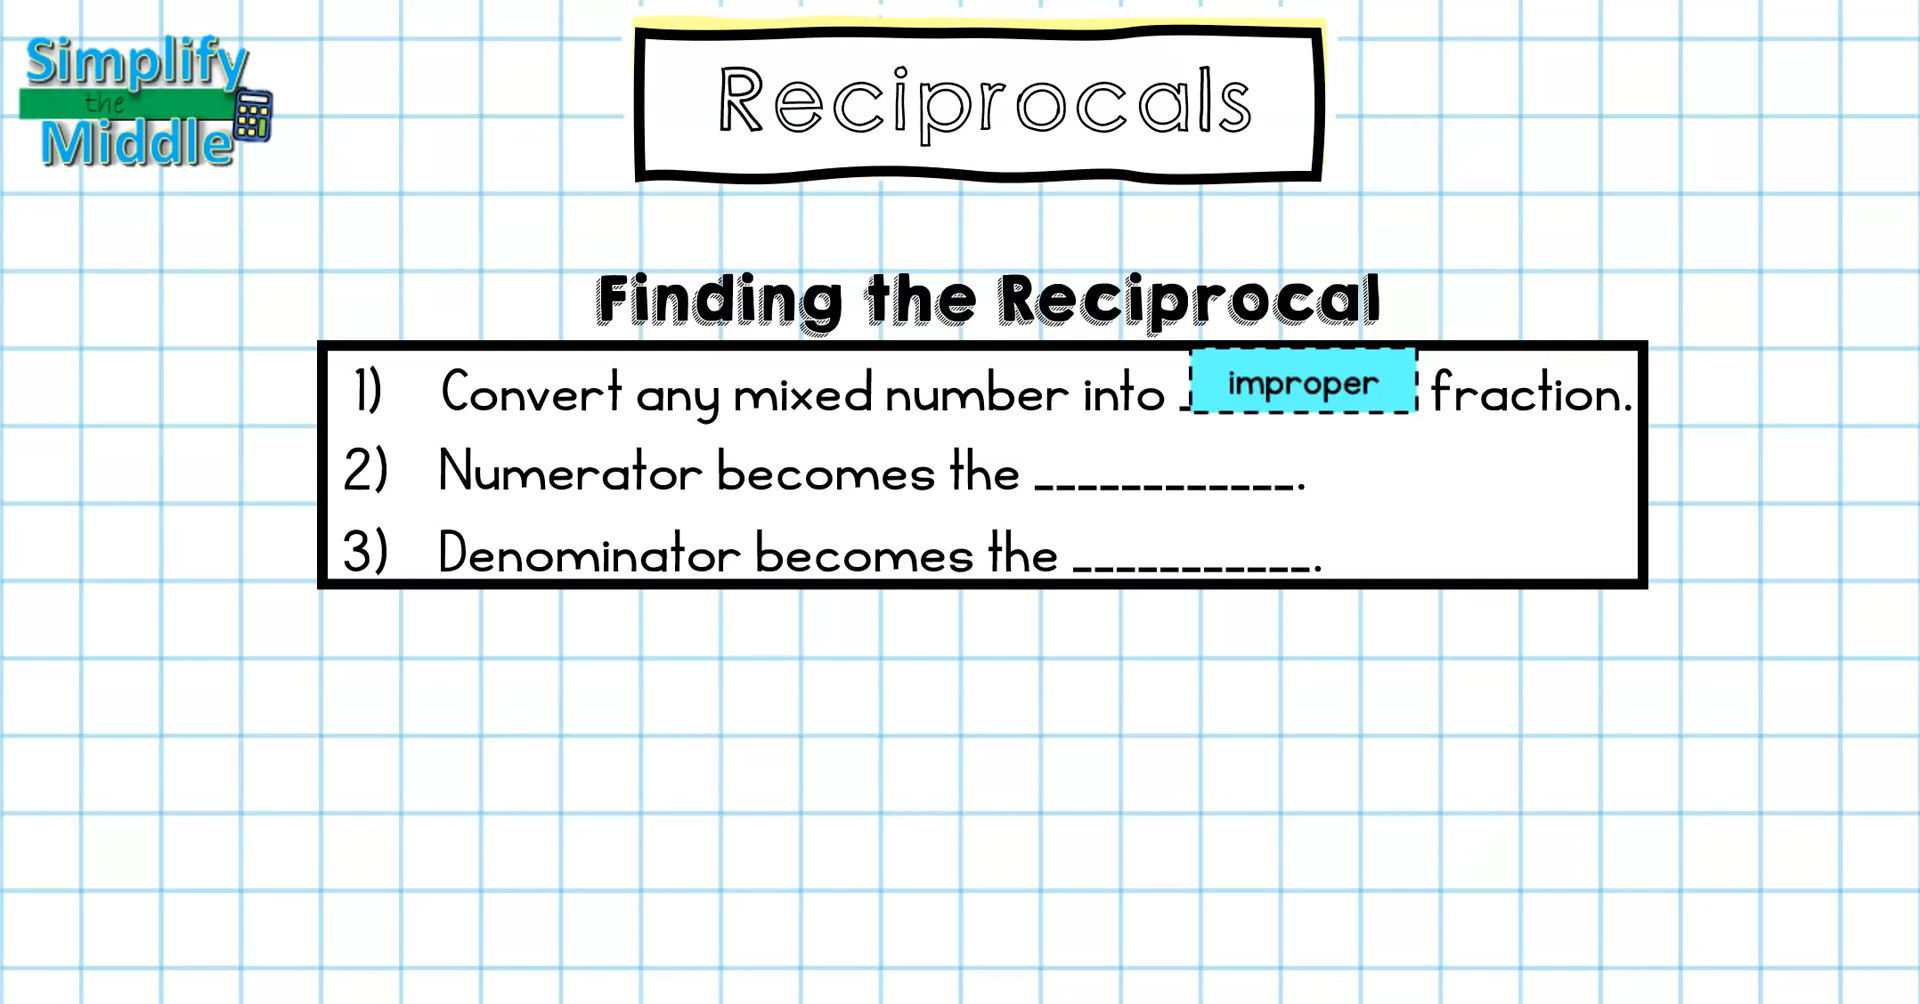 Simplify
the
Middle
Reciprocals
Finding the Reciprocal
1) Convert any mixed number into improper fraction.
2) Numerator becomes the ____________.
3) Denominator becomes the ___________.